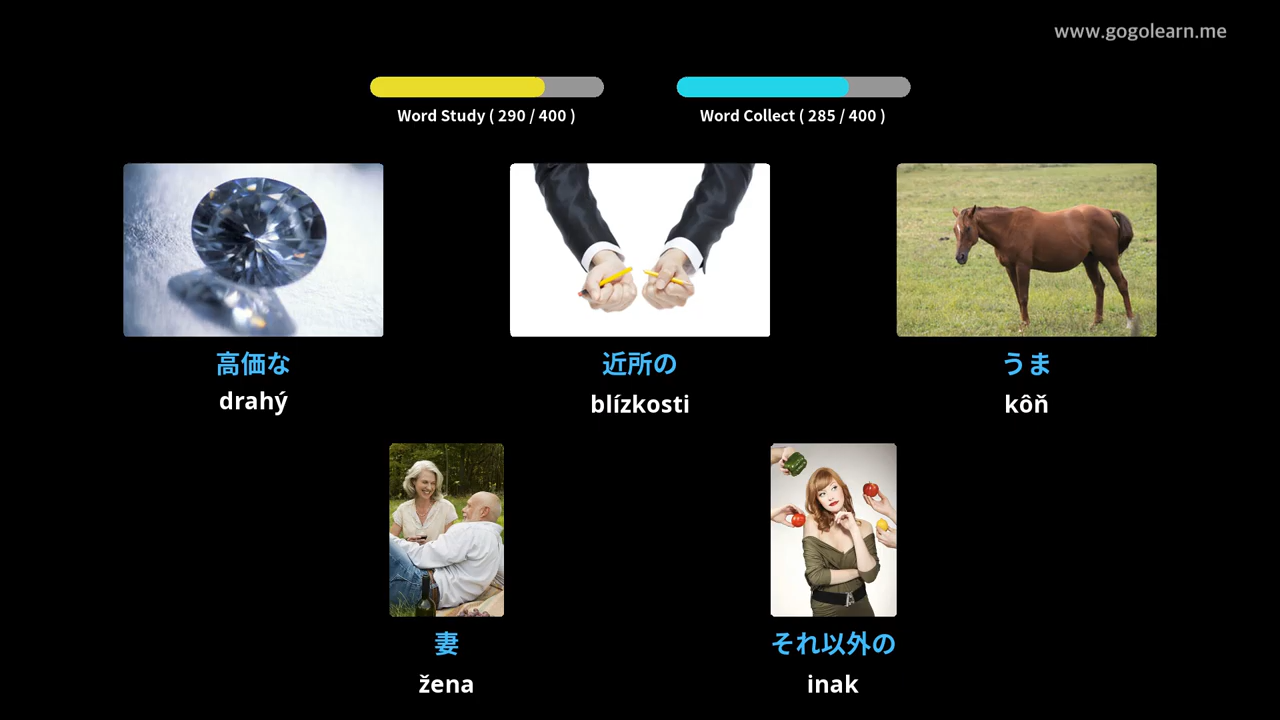 www.gogolearn.me
Word Study ( 290 / 400 )
Word Collect ( 285 / 400 )
高価な
drahý
近所の
blízkosti
うま
kôň
妻
žena
それ以外の
inak